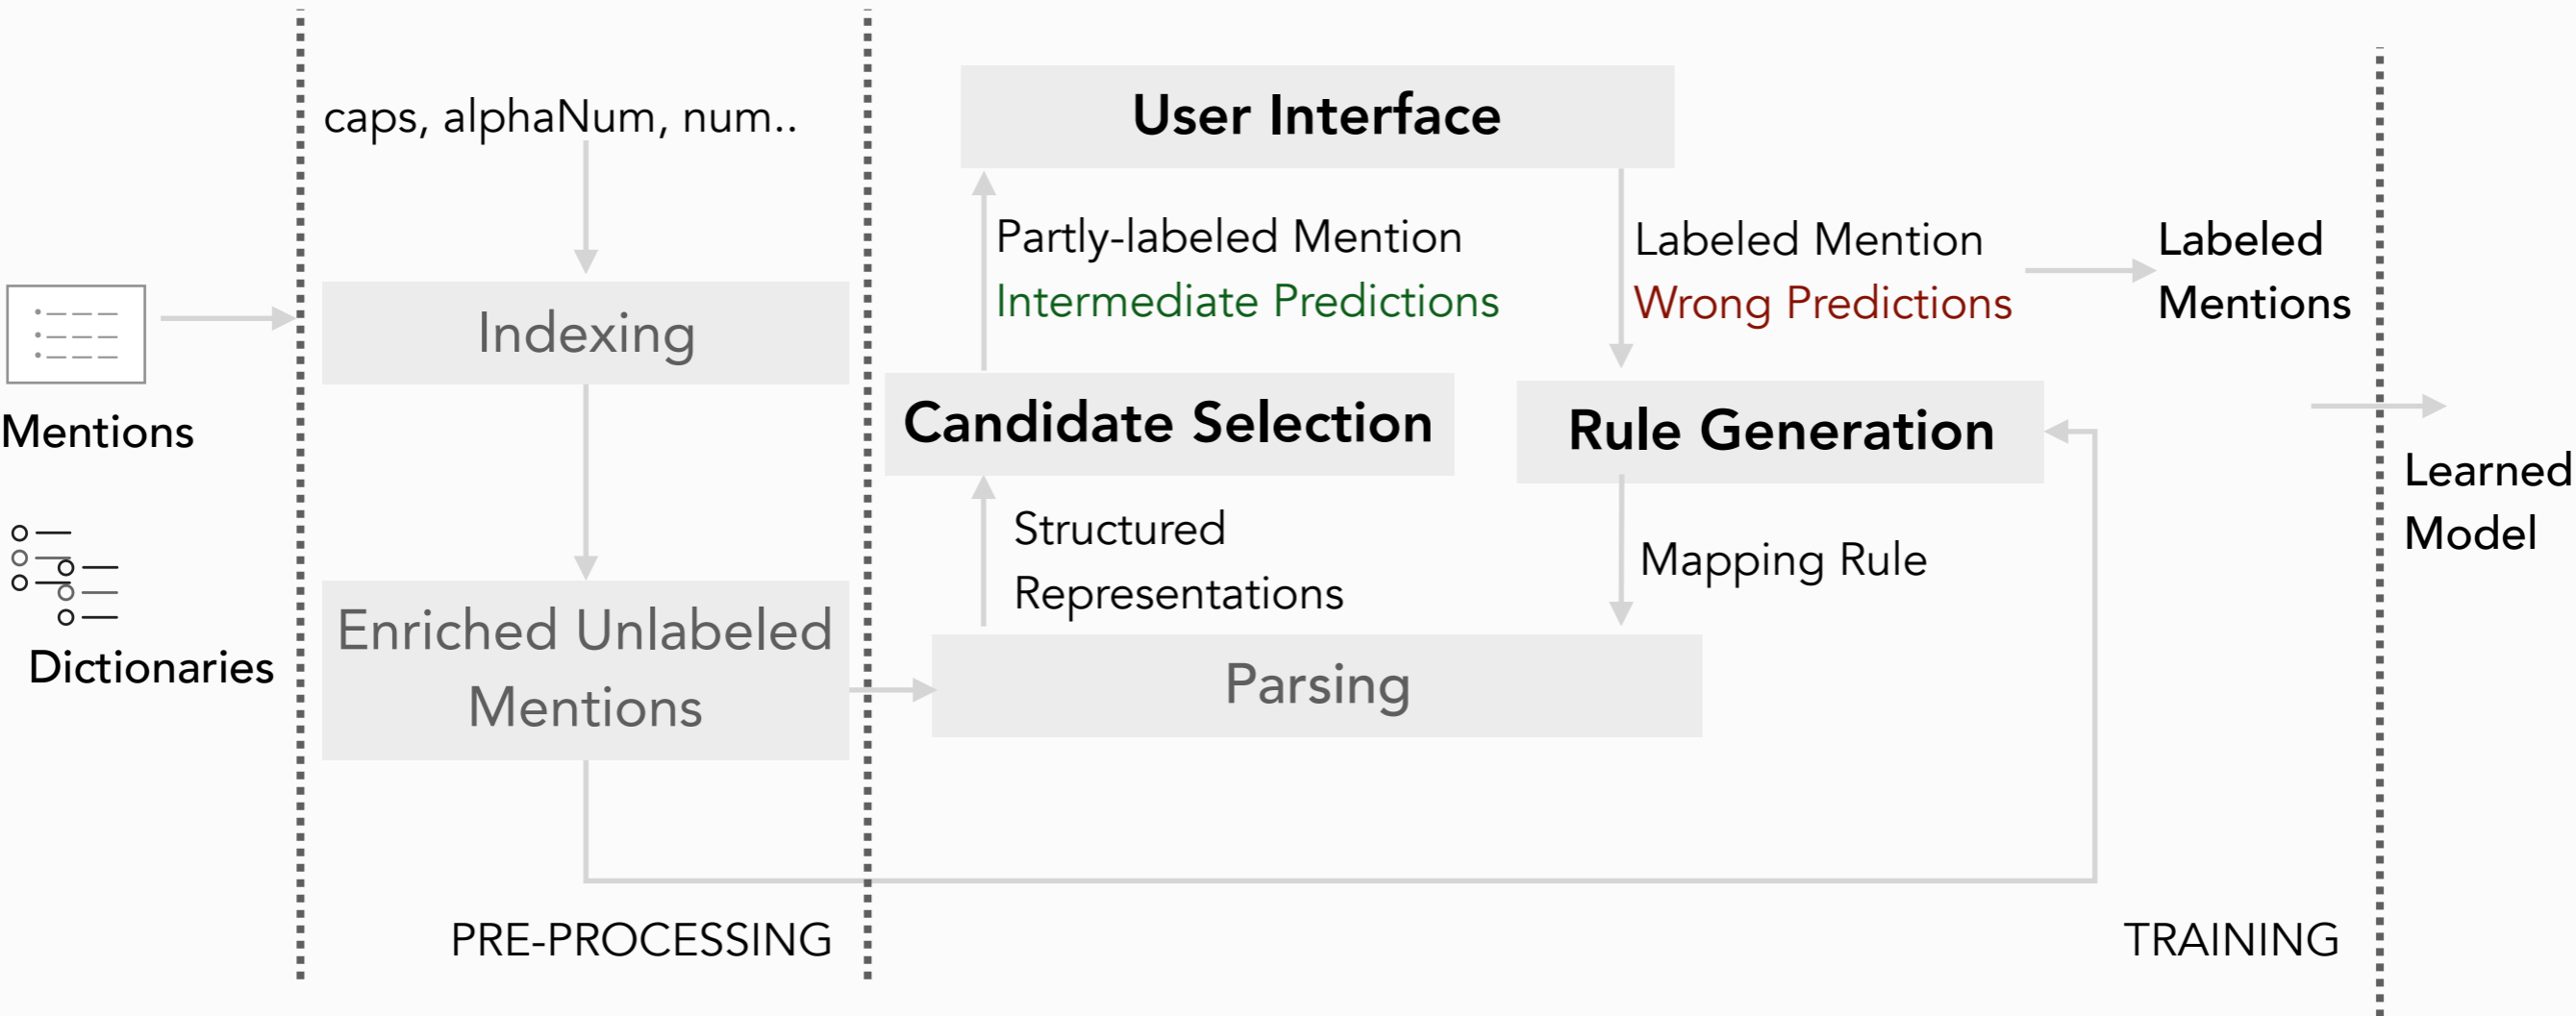 caps, alphaNum, num..
Indexing
Mentions
Dictionaries
Enriched Unlabeled
Mentions
PRE-PROCESSING
User Interface
Partly-labeled Mention
Intermediate Predictions
Labeled Mention
Wrong Predictions
Labeled
Mentions
Candidate Selection
Rule Generation
Structured
Representations
Mapping Rule
Parsing
TRAINING
Learned
Model